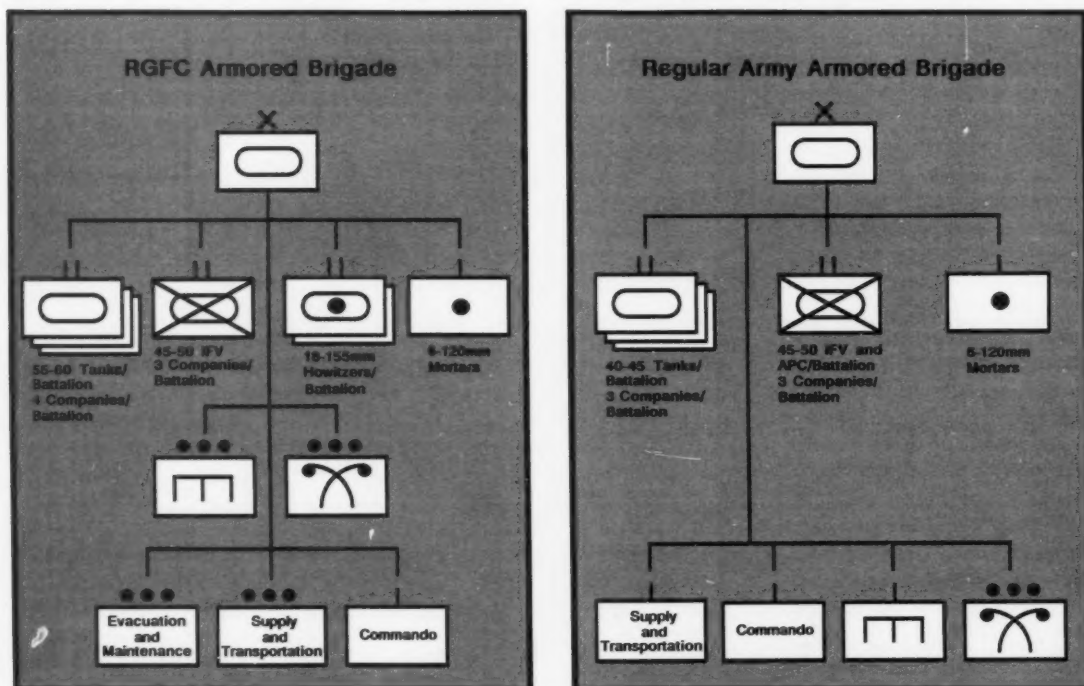 RGFC Armored Brigade
55-60 Tanks/
Battalion
4 Companies/
Battalion
45-50 IFV
3 Companies/
Battalion
18-155mm
Howitzers/
Battalion
6-120mm
Mortars
Evacuation
and
Maintenance
Supply
and
Transportation
Commando
Regular Army Armored Brigade
40-45 Tanks/
Battalion
3 Companies/
Battalion
45-50 IFV and
APC/Battalion
3 Companies/
Battalion
6-120mm
Mortars
Supply
and
Transportation
Commando